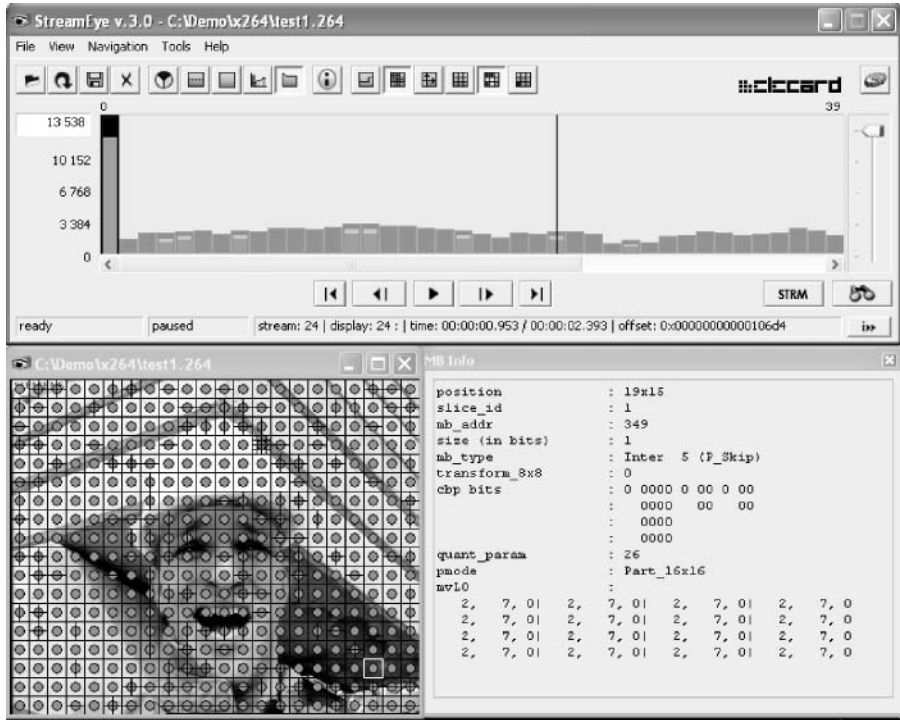 StreamEye v.3.0 - C:\Demo\x264\test1.264
File View Navigation Tools Help
elecard
0 39
13 538
10 152
6 768
3 384
0
STRM
ready paused stream: 24 | display: 24 : | time: 00:00:00.953 / 00:00:02.393 | offset: 0x00000000000106d4
C:\Demo\x264\test1.264
MB Info
position : 19x15
slice_id : 1
mb_addr : 349
size (in bits) : 1
mb_type : Inter 5 (P_Skip)
transform_8x8 : 0
cbp bits : 0 0000 0 00 0 00
: 0000 00 00
: 0000
: 0000
quant_param : 26
pmode : Part_16x16
mvL0 :
2, 7, 0| 2, 7, 0| 2, 7, 0| 2, 7, 0
2, 7, 0| 2, 7, 0| 2, 7, 0| 2, 7, 0
2, 7, 0| 2, 7, 0| 2, 7, 0| 2, 7, 0
2, 7, 0| 2, 7, 0| 2, 7, 0| 2, 7, 0